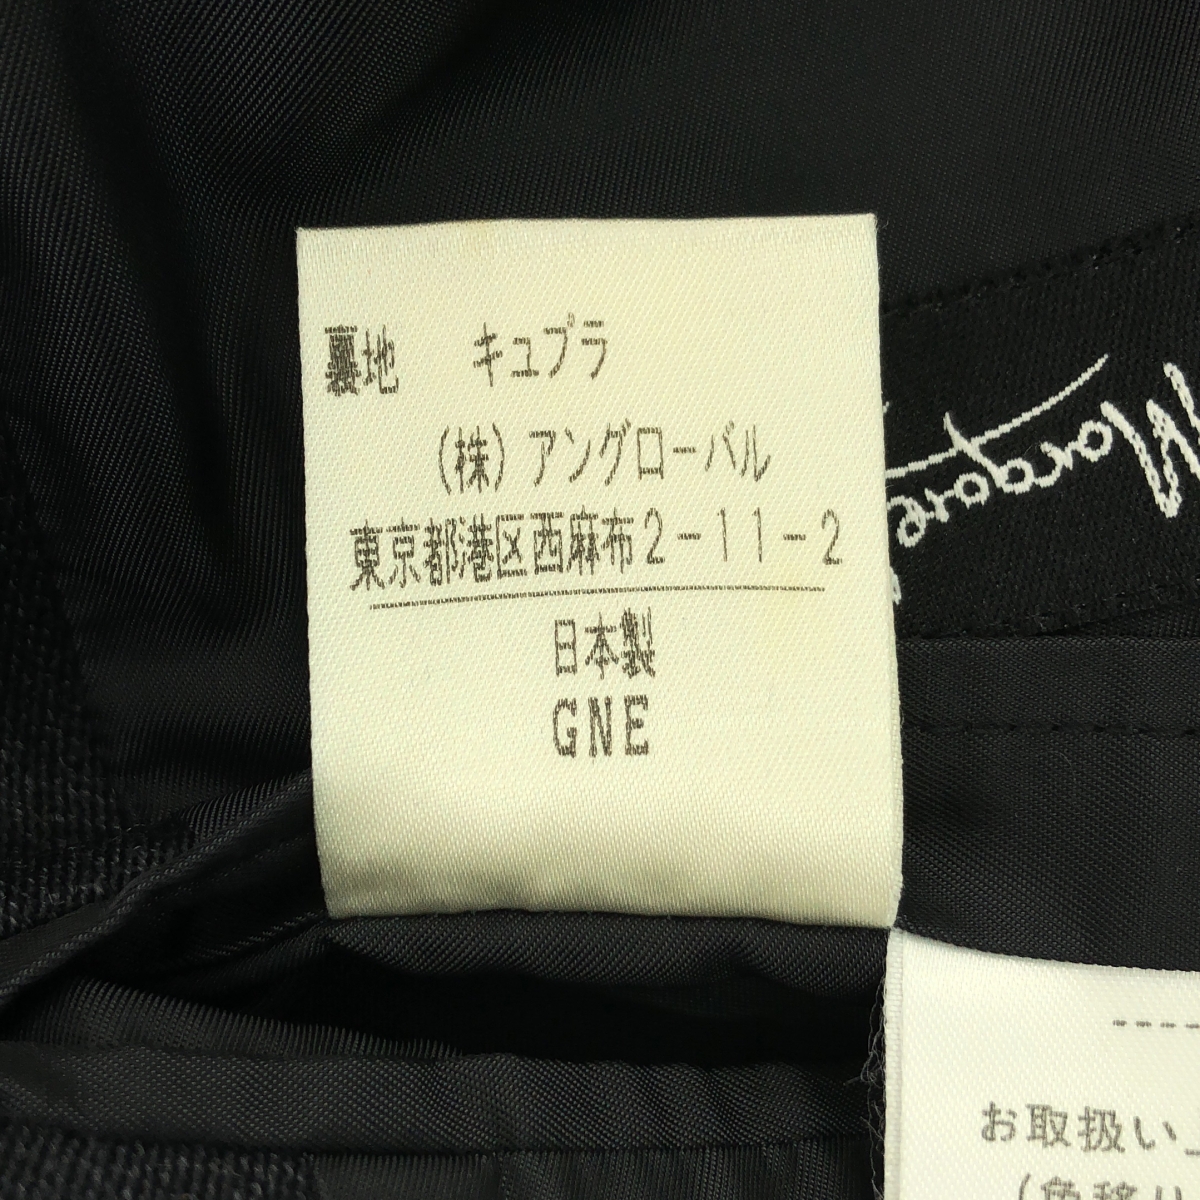 裏地 キュプラ
(株)アングローバル
東京都港区西麻布2-11-2
日本製
GNE
Margare
お取扱い